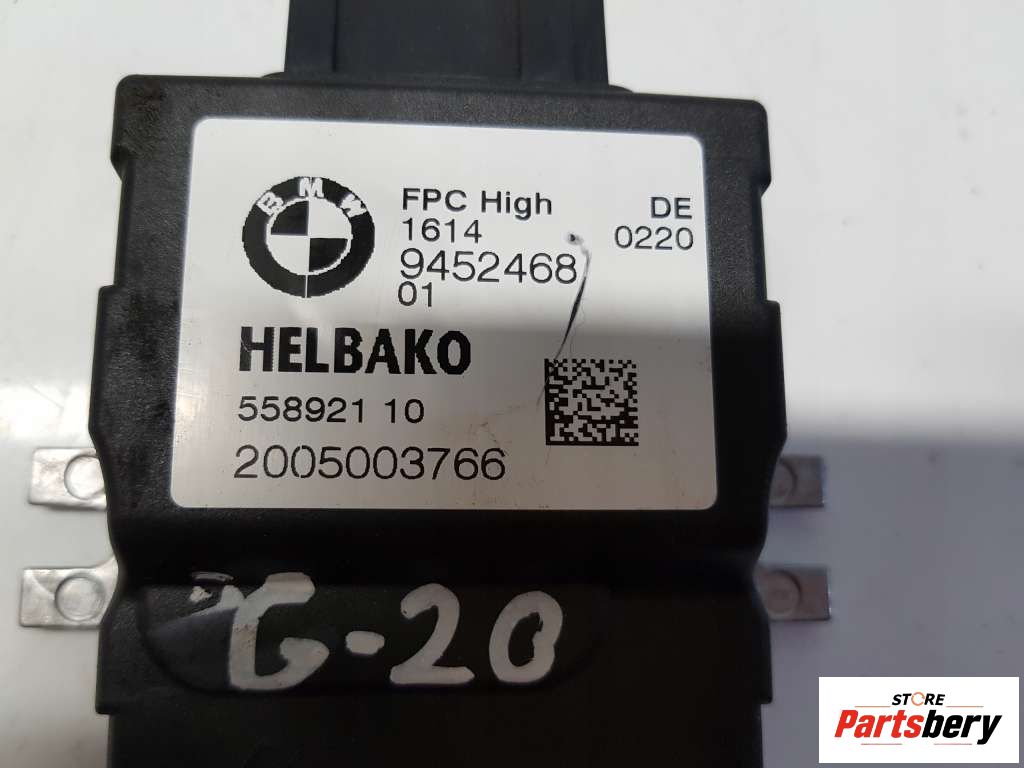 BMW
FPC High DE
1614 0220
9452468
01
HELBAKO
558921 10
2005003766
G-20
STORE
Partsbery